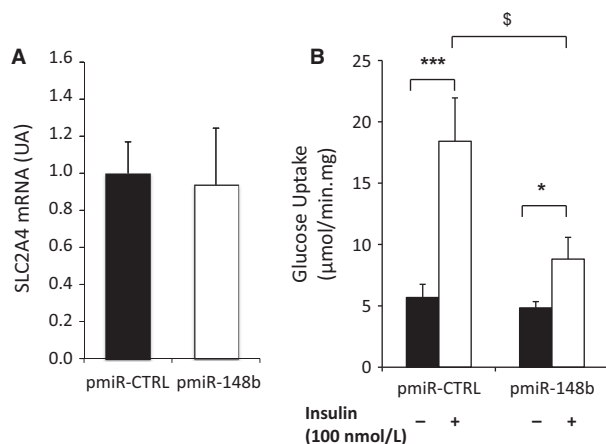 A
SLC2A4 mRNA (UA)
1.6
1.4
1.2
1.0
0.8
0.6
0.4
0.2
0.0
pmiR-CTRL pmiR-148b
B
$
***
*
Glucose Uptake
(µmol/min.mg)
25
20
15
10
5
0
pmiR-CTRL pmiR-148b
Insulin – + – +
(100 nmol/L)